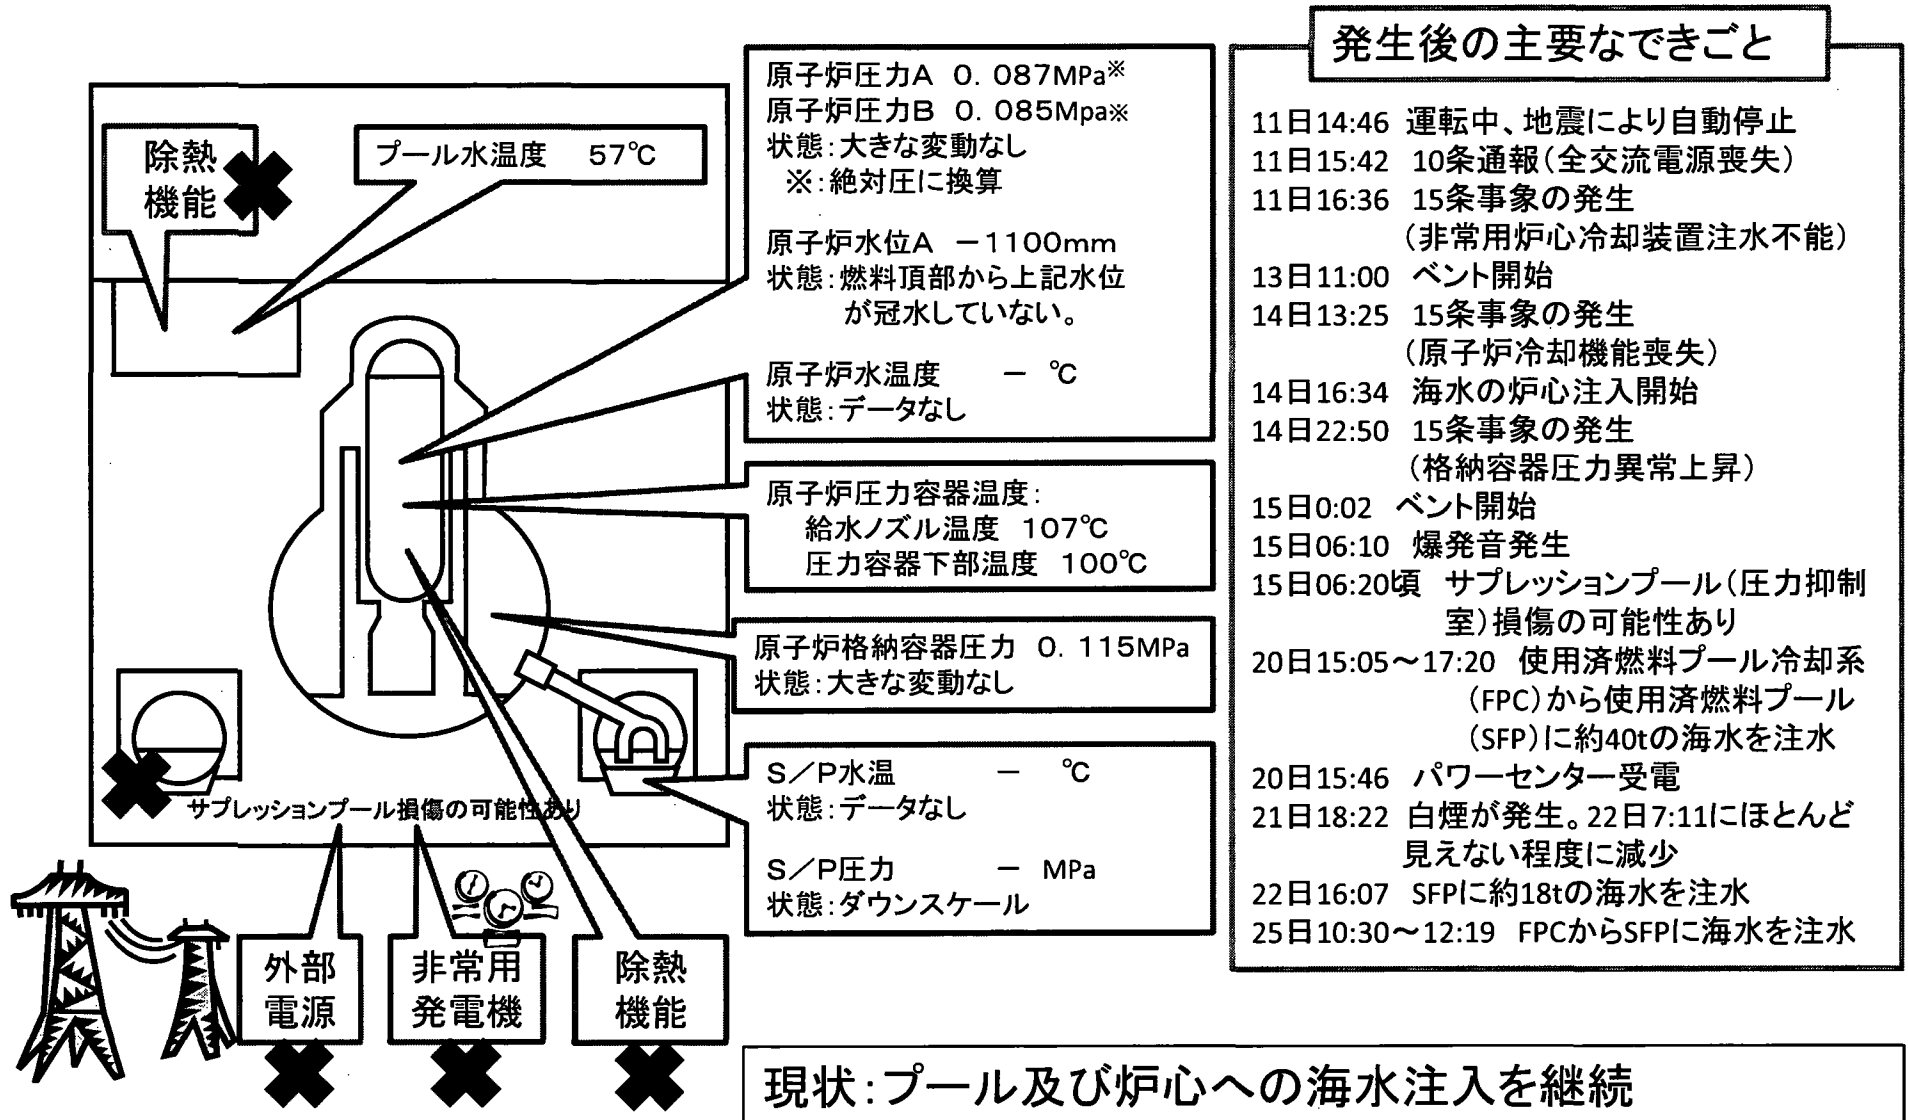 除熱
機能
プール水温度 57℃
原子炉圧力A 0.087MPa※
原子炉圧力B 0.085Mpa※
状態:大きな変動なし
※:絶対圧に換算
原子炉水位A －1100mm
状態:燃料頂部から上記水位
が冠水していない。
原子炉水温度 － ℃
状態:データなし
原子炉圧力容器温度:
給水ノズル温度 107℃
圧力容器下部温度 100℃
原子炉格納容器圧力 0.115MPa
状態:大きな変動なし
S／P水温 － ℃
状態:データなし
S／P圧力 － MPa
状態:ダウンスケール
サプレッションプール損傷の可能性あり
外部
電源
非常用
発電機
除熱
機能
発生後の主要なできごと
11日14:46 運転中、地震により自動停止
11日15:42 10条通報(全交流電源喪失)
11日16:36 15条事象の発生
(非常用炉心冷却装置注水不能)
13日11:00 ベント開始
14日13:25 15条事象の発生
(原子炉冷却機能喪失)
14日16:34 海水の炉心注入開始
14日22:50 15条事象の発生
(格納容器圧力異常上昇)
15日0:02 ベント開始
15日06:10 爆発音発生
15日06:20頃 サプレッションプール(圧力抑制
室)損傷の可能性あり
20日15:05～17:20 使用済燃料プール冷却系
(FPC)から使用済燃料プール
(SFP)に約40tの海水を注水
20日15:46 パワーセンター受電
21日18:22 白煙が発生。22日7:11にほとんど
見えない程度に減少
22日16:07 SFPに約18tの海水を注水
25日10:30～12:19 FPCからSFPに海水を注水
現状:プール及び炉心への海水注入を継続